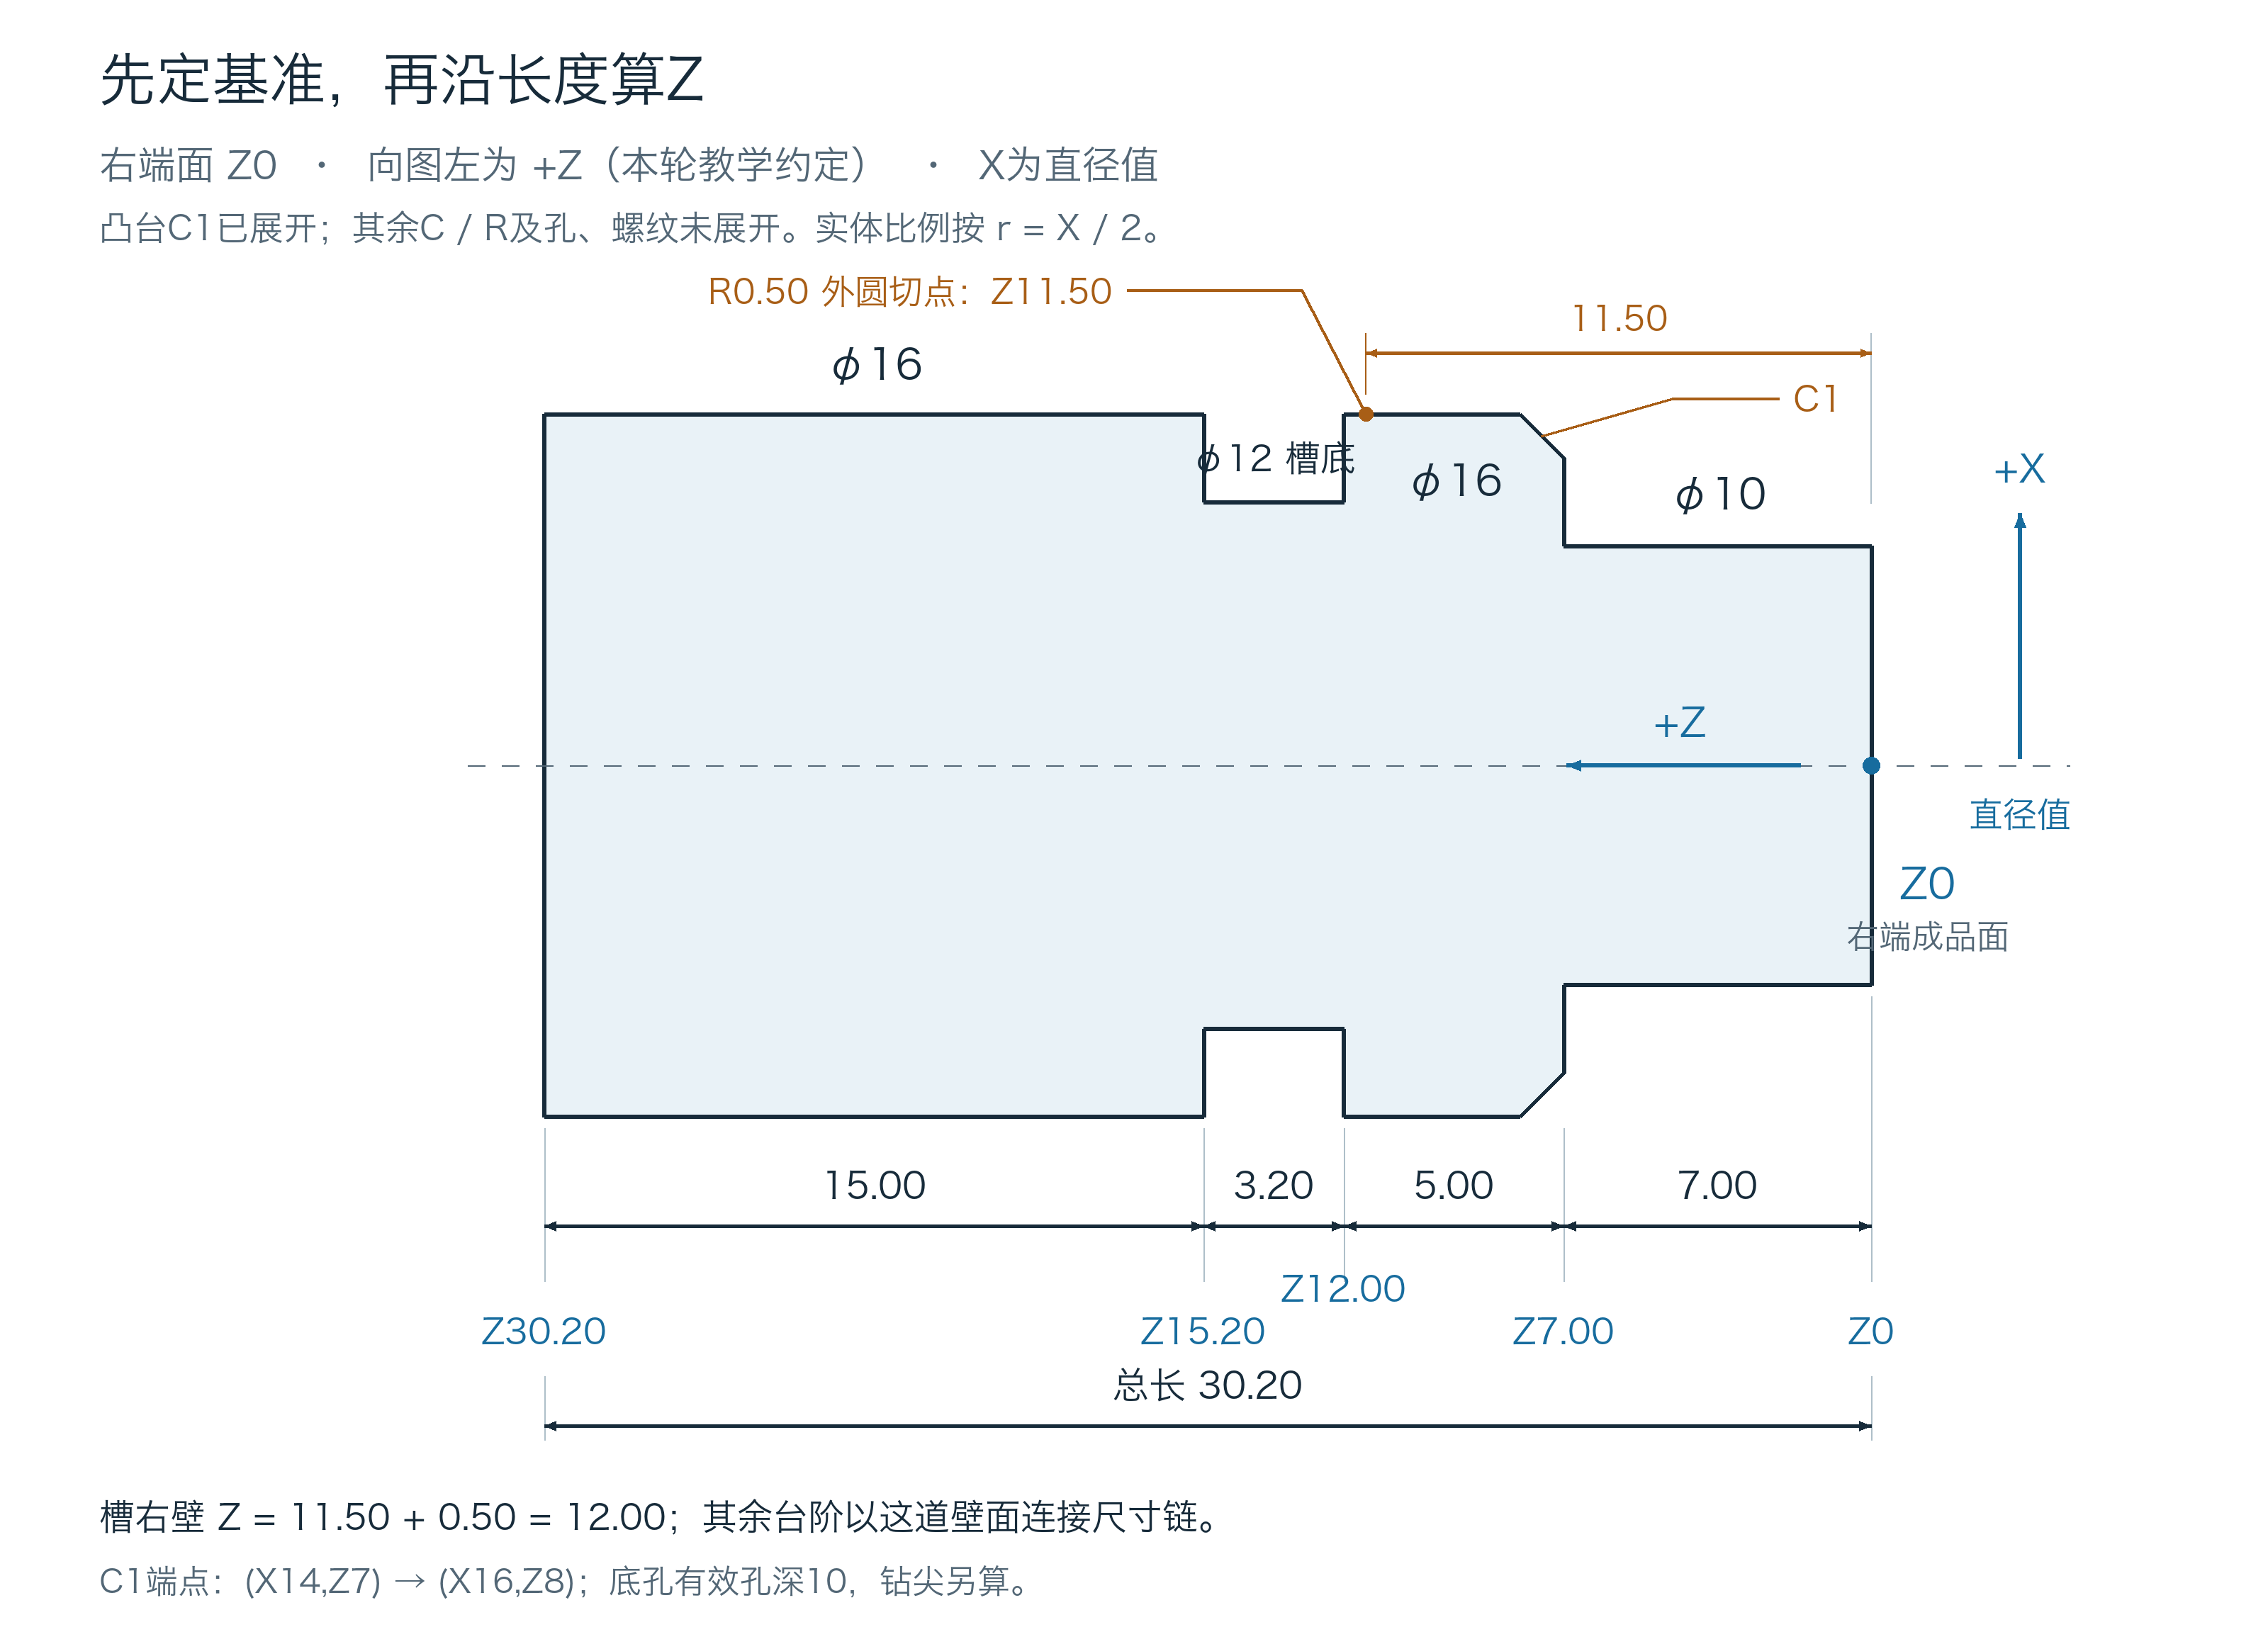 先定基准，再沿长度算Z
右端面 Z0 · 向图左为 +Z（本轮教学约定） · X为直径值
凸台C1已展开；其余C / R及孔、螺纹未展开。实体比例按 r = X / 2。
R0.50 外圆切点：Z11.50
11.50
φ16
C1
φ12 槽底
φ16
φ10
+X
+Z
直径值
Z0
右端成品面
15.00
3.20
5.00
7.00
Z12.00
Z30.20
Z15.20
Z7.00
Z0
总长 30.20
槽右壁 Z = 11.50 + 0.50 = 12.00；其余台阶以这道壁面连接尺寸链。
C1端点：(X14,Z7) → (X16,Z8)；底孔有效孔深10，钻尖另算。